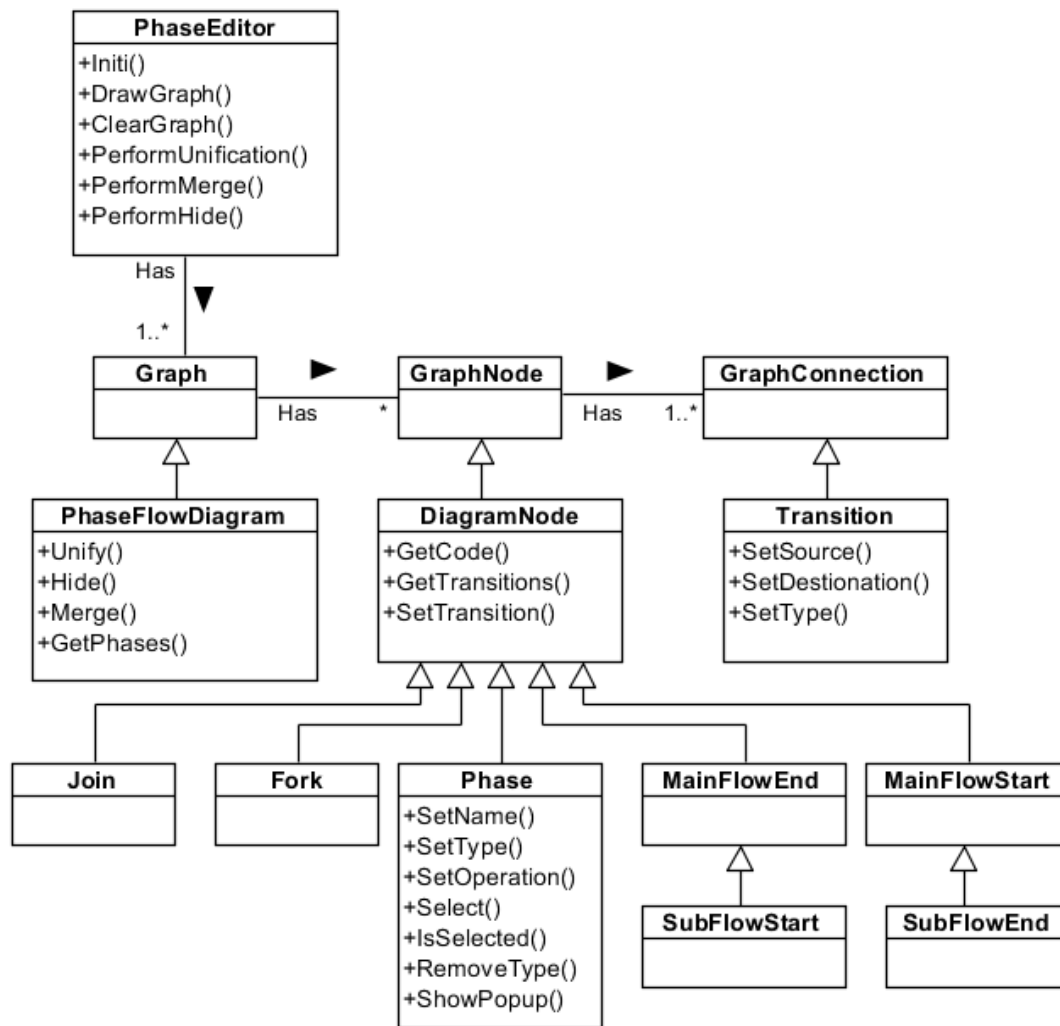 PhaseEditor
+Initi()
+DrawGraph()
+ClearGraph()
+PerformUnification()
+PerformMerge()
+PerformHide()
Has
1..*
Graph
GraphNode
GraphConnection
Has
*
Has
1..*
PhaseFlowDiagram
+Unify()
+Hide()
+Merge()
+GetPhases()
DiagramNode
+GetCode()
+GetTransitions()
+SetTransition()
Transition
+SetSource()
+SetDestionation()
+SetType()
Join
Fork
Phase
+SetName()
+SetType()
+SetOperation()
+Select()
+IsSelected()
+RemoveType()
+ShowPopup()
MainFlowEnd
MainFlowStart
SubFlowStart
SubFlowEnd